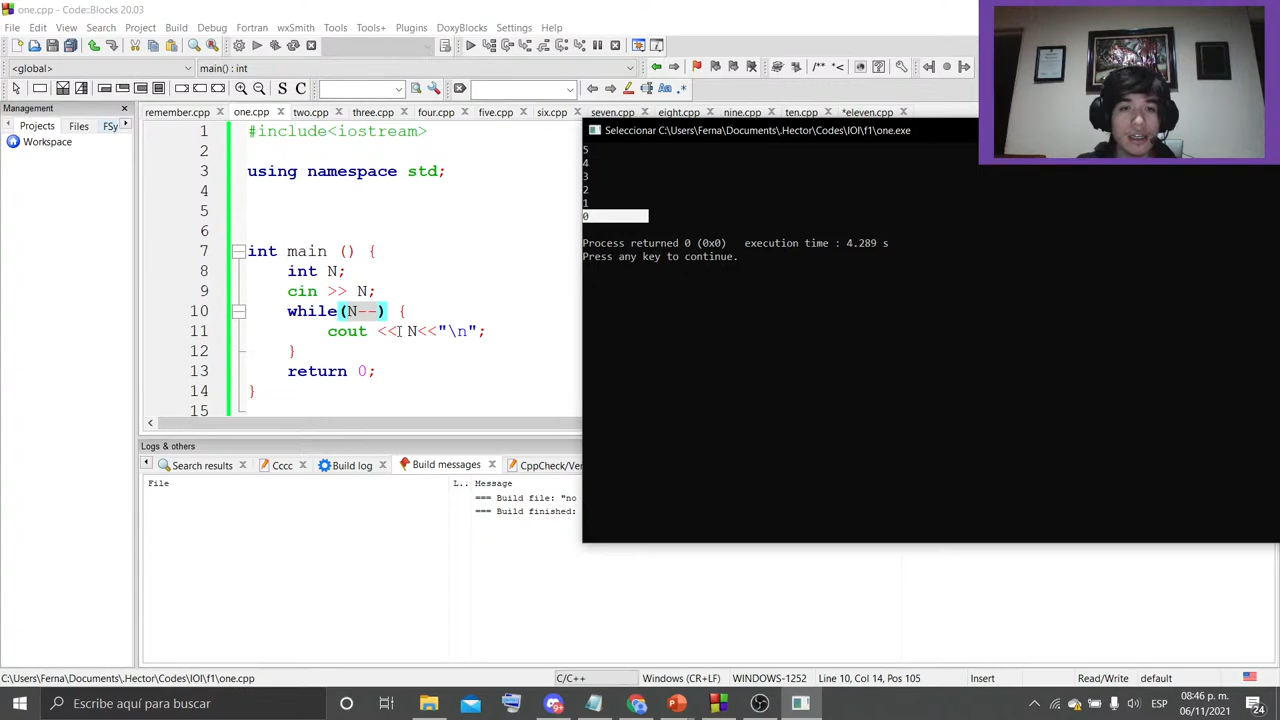 one.cpp - Code::Blocks 20.03
File Edit View Search Project Build Debug Fortran wxSmith Tools Tools+ Plugins DoxyBlocks Settings Help
<global> main() : int
/** *<
S C
Aa .*
Management
Projects Files FSy
Workspace
remember.cpp one.cpp two.cpp three.cpp four.cpp five.cpp six.cpp seven.cpp eight.cpp nine.cpp ten.cpp *eleven.cpp
1 #include<iostream>
2
3 using namespace std;
4
5
6
7 int main () {
8 int N;
9 cin >> N;
10 while(N--) {
11 cout << N<<"\n";
12 }
13 return 0;
14 }
15
Seleccionar C:\Users\Ferna\Documents\.Hector\Codes\IOI\f1\one.exe
5
4
3
2
1
0
Process returned 0 (0x0) execution time : 4.289 s
Press any key to continue.
Logs & others
Search results Cccc Build log Build messages CppCheck/Ver
File L.. Message
=== Build file: "no
=== Build finished:
C:\Users\Ferna\Documents\.Hector\Codes\IOI\f1\one.cpp C/C++ Windows (CR+LF) WINDOWS-1252 Line 10, Col 14, Pos 105 Insert Read/Write default
Escribe aquí para buscar
ESP
08:46 p. m.
06/11/2021
24